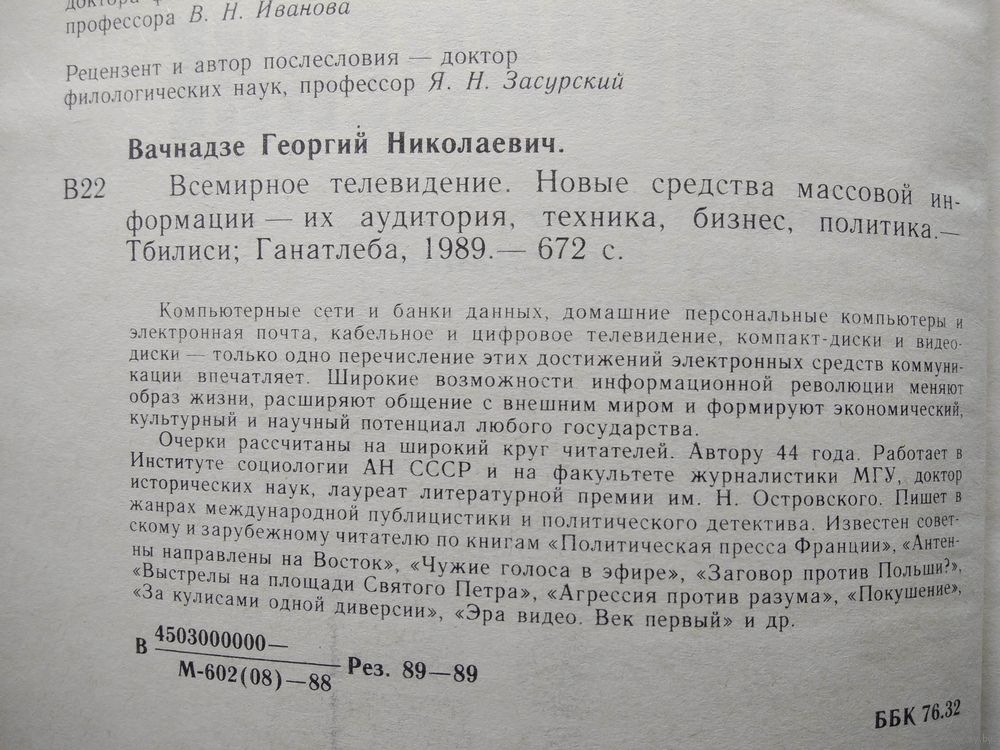 профессора В. Н. Иванова
Рецензент и автор послесловия — доктор
филологических наук, профессор Я. Н. Засурский
Вачнадзе Георгий Николаевич.
В22 Всемирное телевидение. Новые средства массовой ин-
формации — их аудитория, техника, бизнес, политика.—
Тбилиси; Ганатлеба, 1989.— 672 с.
Компьютерные сети и банки данных, домашние персональные компьютеры и
электронная почта, кабельное и цифровое телевидение, компакт-диски и видео-
диски — только одно перечисление этих достижений электронных средств коммуни-
кации впечатляет. Широкие возможности информационной революции меняют
образ жизни, расширяют общение с внешним миром и формируют экономический,
культурный и научный потенциал любого государства.
Очерки рассчитаны на широкий круг читателей. Автору 44 года. Работает в
Институте социологии АН СССР и на факультете журналистики МГУ, доктор
исторических наук, лауреат литературной премии им. Н. Островского. Пишет в
жанрах международной публицистики и политического детектива. Известен совет-
скому и зарубежному читателю по книгам «Политическая пресса Франции», «Антен-
ны направлены на Восток», «Чужие голоса в эфире», «Заговор против Польши?»,
«Выстрелы на площади Святого Петра», «Агрессия против разума», «Покушение»,
«За кулисами одной диверсии», «Эра видео. Век первый» и др.
В 4503000000—
М-602(08)—88 Рез. 89—89
ББК 76.32